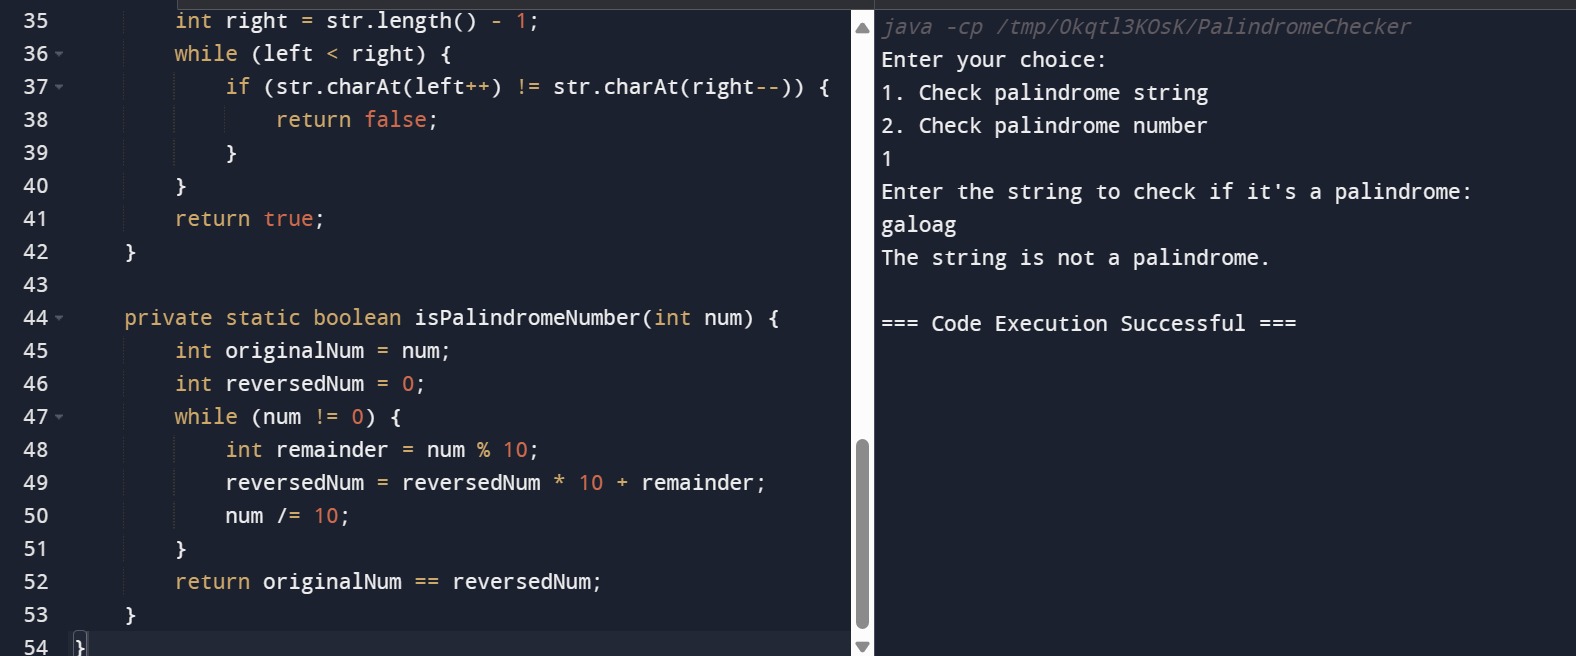 35 int right = str.length() - 1;
36 while (left < right) {
37 if (str.charAt(left++) != str.charAt(right--)) {
38 return false;
39 }
40 }
41 return true;
42 }
43
44 private static boolean isPalindromeNumber(int num) {
45 int originalNum = num;
46 int reversedNum = 0;
47 while (num != 0) {
48 int remainder = num % 10;
49 reversedNum = reversedNum * 10 + remainder;
50 num /= 10;
51 }
52 return originalNum == reversedNum;
53 }
54 }
java -cp /tmp/0kqtl3KOsK/PalindromeChecker
Enter your choice:
1. Check palindrome string
2. Check palindrome number
1
Enter the string to check if it's a palindrome:
galoag
The string is not a palindrome.
=== Code Execution Successful ===